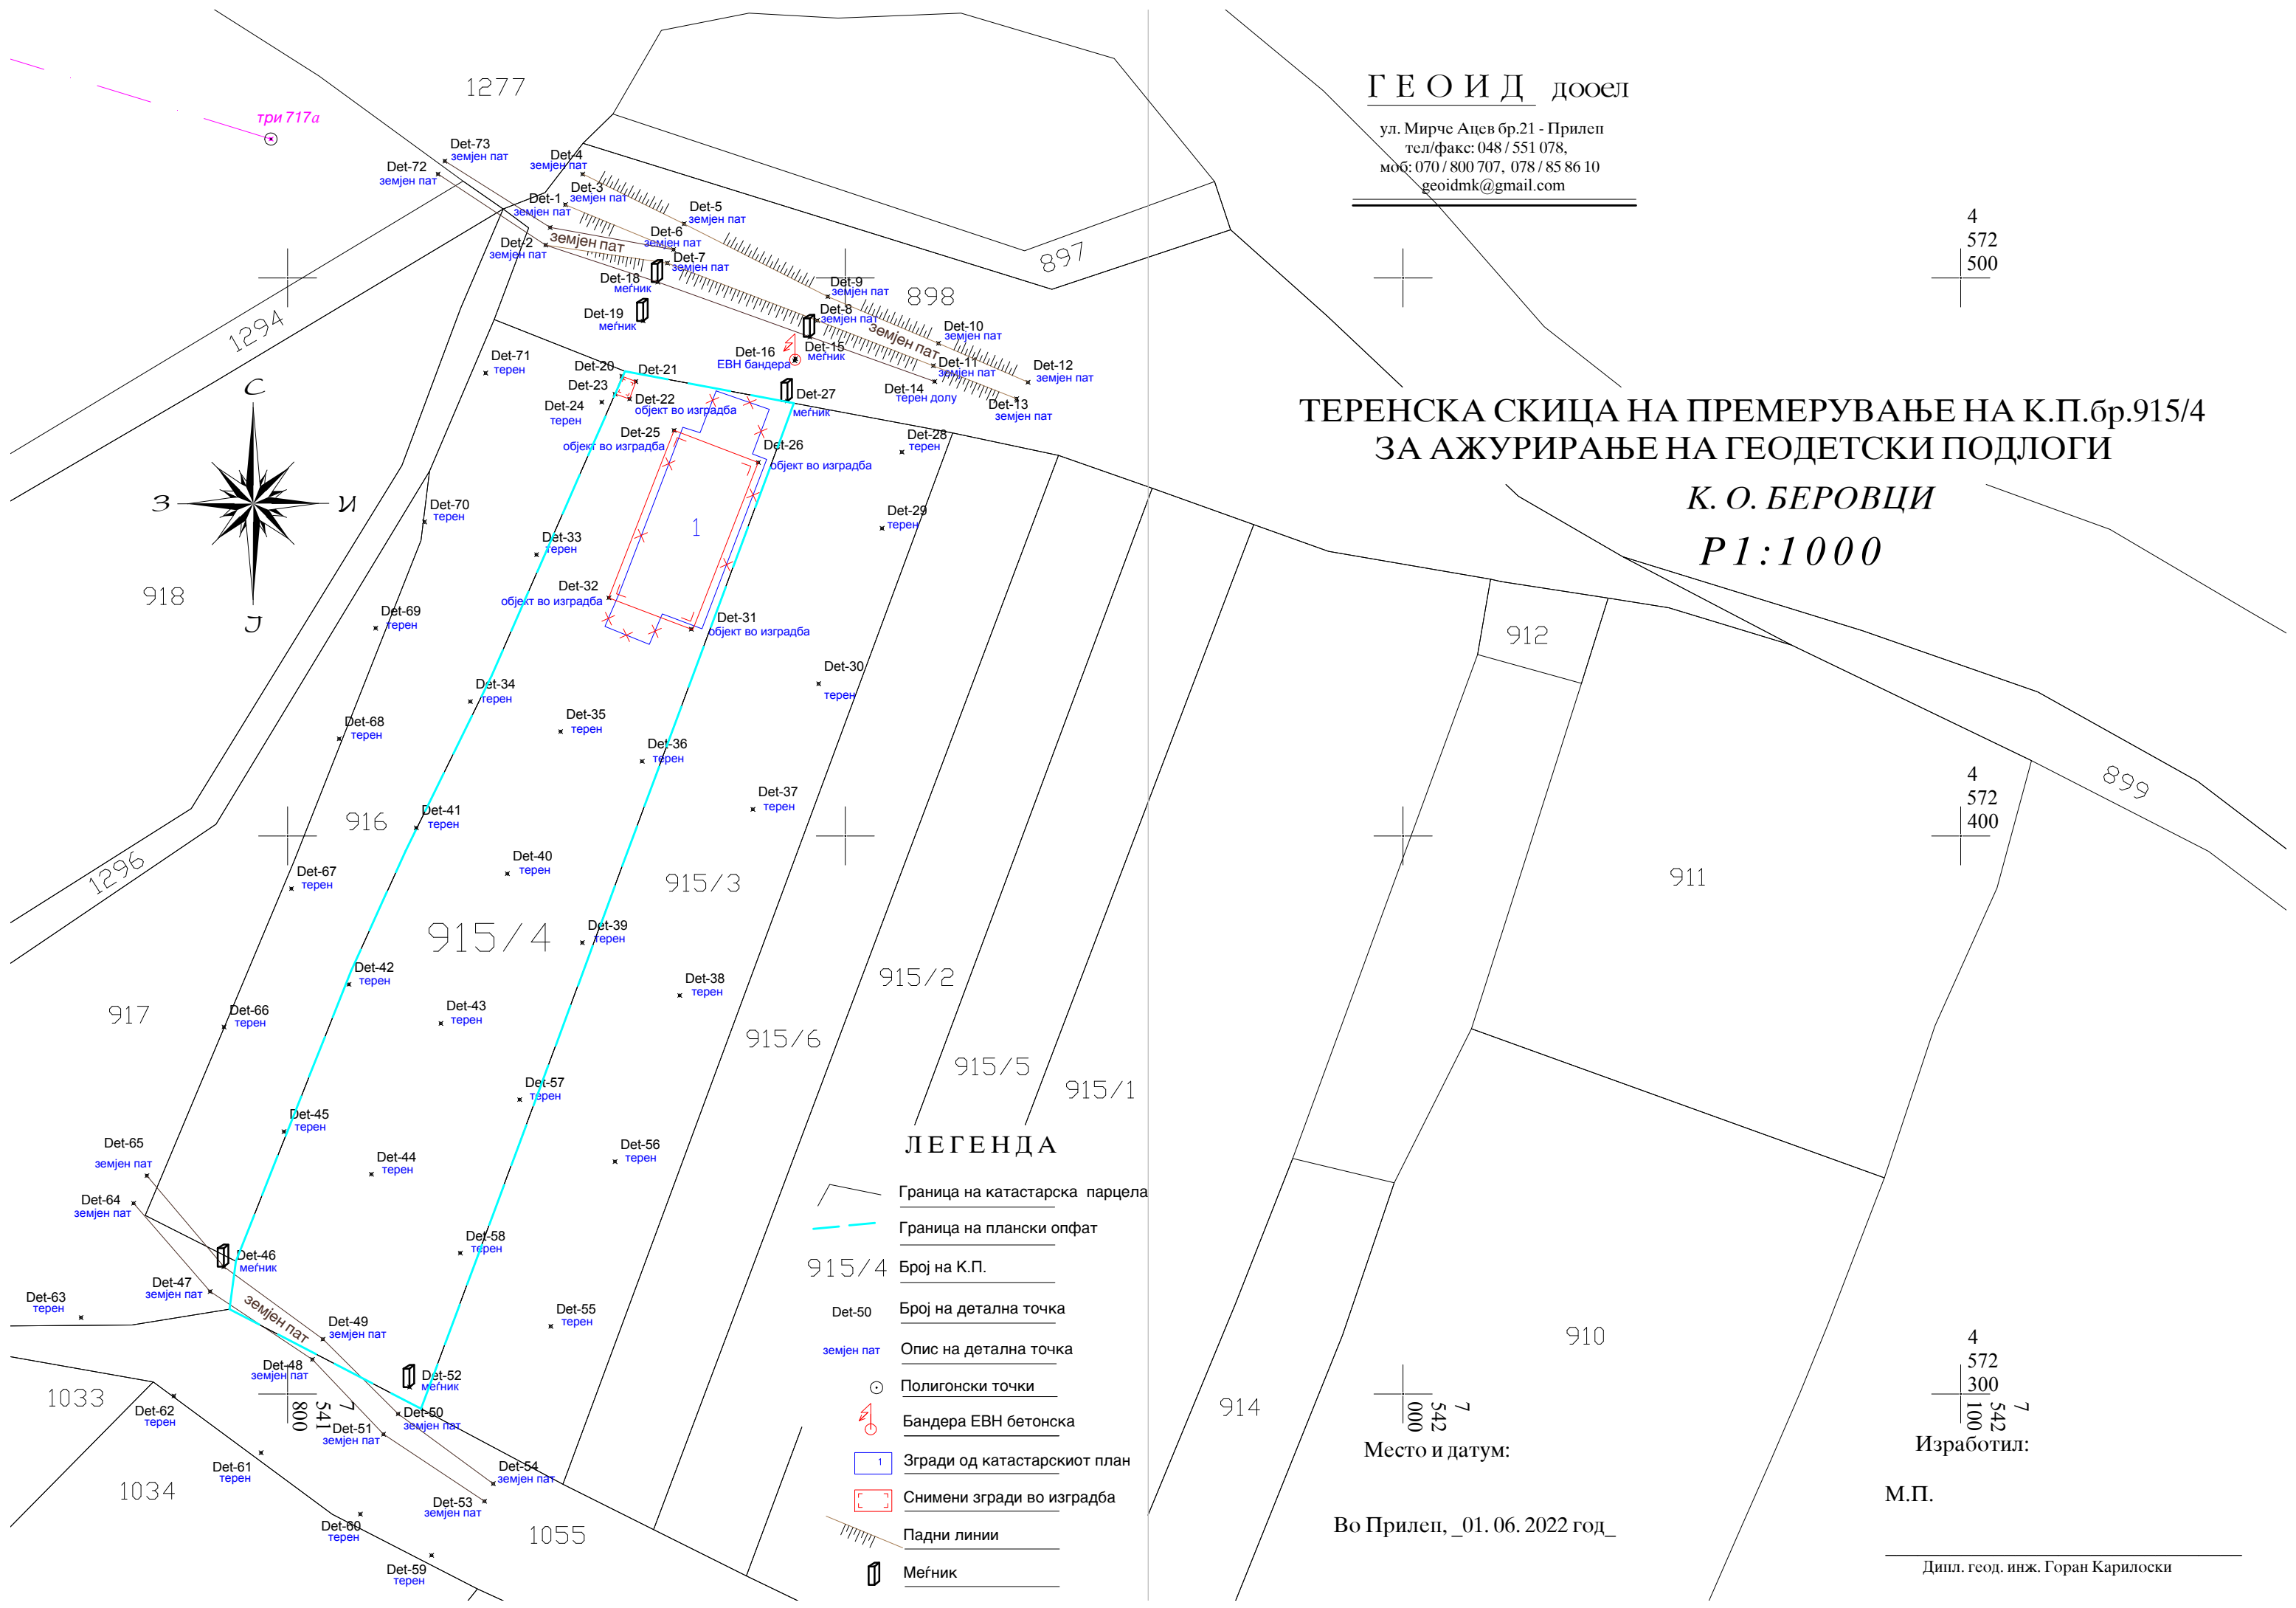 ГЕОИД дооел
ул. Мирче Ацев бр.21 - Прилеп
тел/факс: 048 / 551 078,
моб: 070 / 800 707, 078 / 85 86 10
geoidmk@gmail.com
ТЕРЕНСКА СКИЦА НА ПРЕМЕРУВАЊЕ НА К.П.бр.915/4
ЗА АЖУРИРАЊЕ НА ГЕОДЕТСКИ ПОДЛОГИ
К. О. БЕРОВЦИ
Р 1 : 1 0 0 0
4
572
500
4
572
400
4
572
300
7
542
100
7
542
000
7
541
800
три 717а
1277
1294
1296
897
898
899
918
917
916
915/4
915/3
915/2
915/6
915/5
915/1
914
912
911
910
1033
1034
1055
С
З
И
Ј
1
земјен пат
земјен пат
земјен пат
Det-73
земјен пат
Det-72
земјен пат
Det-4
земјен пат
Det-3
земјен пат
Det-1
земјен пат
Det-5
земјен пат
Det-2
земјен пат
Det-6
земјен пат
Det-7
земјен пат
Det-18
меѓник
Det-19
меѓник
Det-9
земјен пат
Det-8
земјен пат
Det-10
земјен пат
Det-16
ЕВН бандера
Det-15
меѓник
Det-11
земјен пат
Det-12
земјен пат
Det-14
терен долу
Det-13
земјен пат
Det-71
терен
Det-20
Det-21
Det-23
Det-22
објект во изградба
Det-24
терен
Det-27
меѓник
Det-25
објект во изградба
Det-26
објект во изградба
Det-28
терен
Det-70
терен
Det-29
терен
Det-33
терен
Det-32
објект во изградба
Det-31
објект во изградба
Det-69
терен
Det-30
терен
Det-34
терен
Det-35
терен
Det-68
терен
Det-36
терен
Det-37
терен
Det-41
терен
Det-40
терен
Det-67
терен
Det-39
терен
Det-42
терен
Det-38
терен
Det-43
терен
Det-66
терен
Det-57
терен
Det-45
терен
Det-65
земјен пат
Det-44
терен
Det-56
терен
Det-64
земјен пат
Det-58
терен
Det-46
меѓник
Det-47
земјен пат
Det-63
терен
Det-55
терен
Det-49
земјен пат
Det-48
земјен пат
Det-52
меѓник
Det-62
терен
Det-50
земјен пат
Det-51
земјен пат
Det-61
терен
Det-54
земјен пат
Det-53
земјен пат
Det-60
терен
Det-59
терен
ЛЕГЕНДА
Граница на катастарска парцела
Граница на плански опфат
915/4 Број на К.П.
Det-50 Број на детална точка
земјен пат Опис на детална точка
Полигонски точки
Бандера ЕВН бетонска
1 Згради од катастарскиот план
Снимени згради во изградба
Падни линии
Меѓник
Место и датум:
Во Прилеп, _01. 06. 2022 год_
Изработил:
М.П.
Дипл. геод. инж. Горан Карилоски